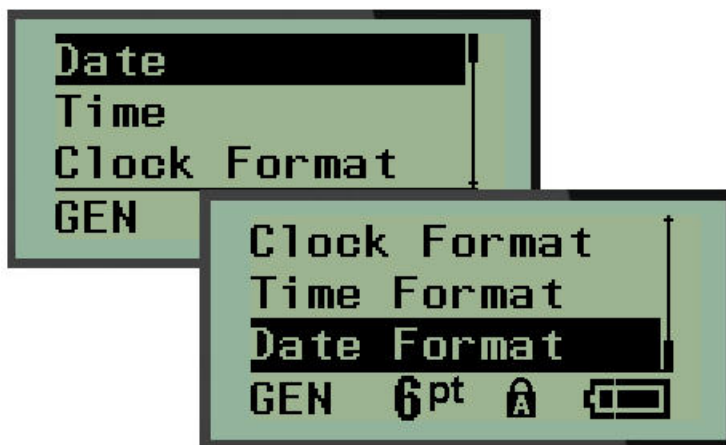 Date
Time
Clock Format
GEN
Clock Format
Time Format
Date Format
GEN 6pt A